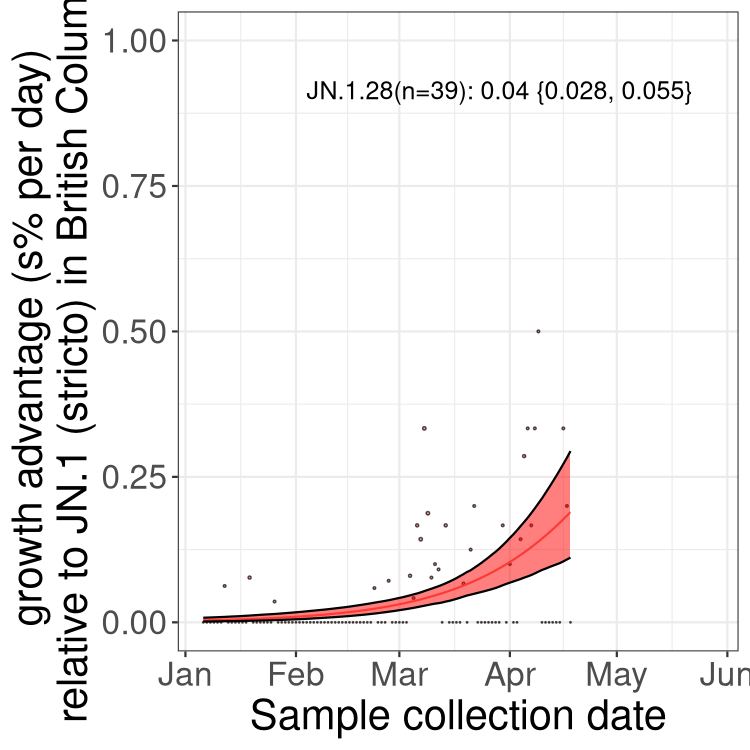 growth advantage (s% per day)
relative to JN.1 (stricto) in British Colum
1.00
0.75
0.50
0.25
0.00
JN.1.28(n=39): 0.04 {0.028, 0.055}
Jan Feb Mar Apr May Jun
Sample collection date